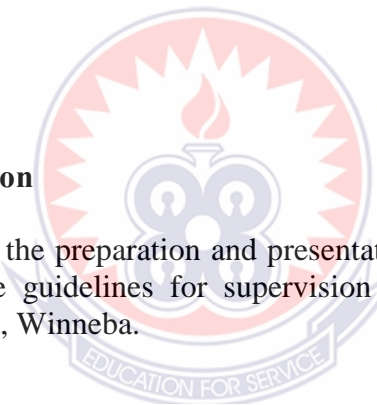 on
the preparation and presentat
guidelines for supervision
, Winneba.
EDUCATION FOR SERVICE